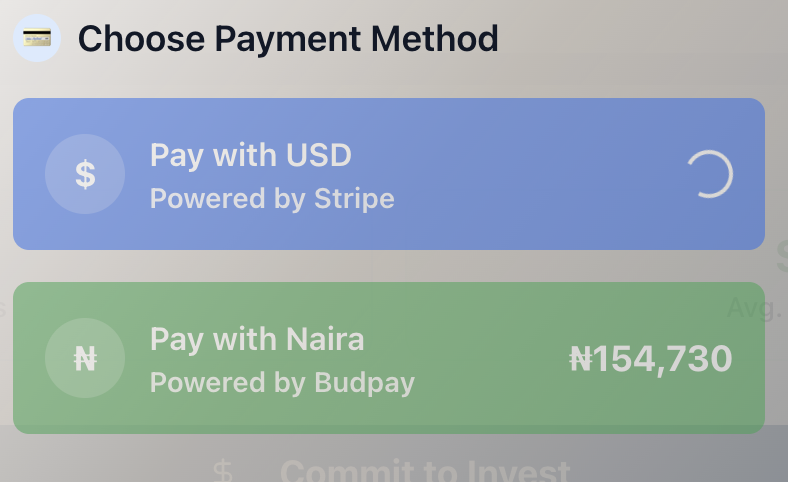 Choose Payment Method
$
Pay with USD
Powered by Stripe
₦
Pay with Naira
Powered by Budpay
₦154,730
Avg.
$
Commit to Invest